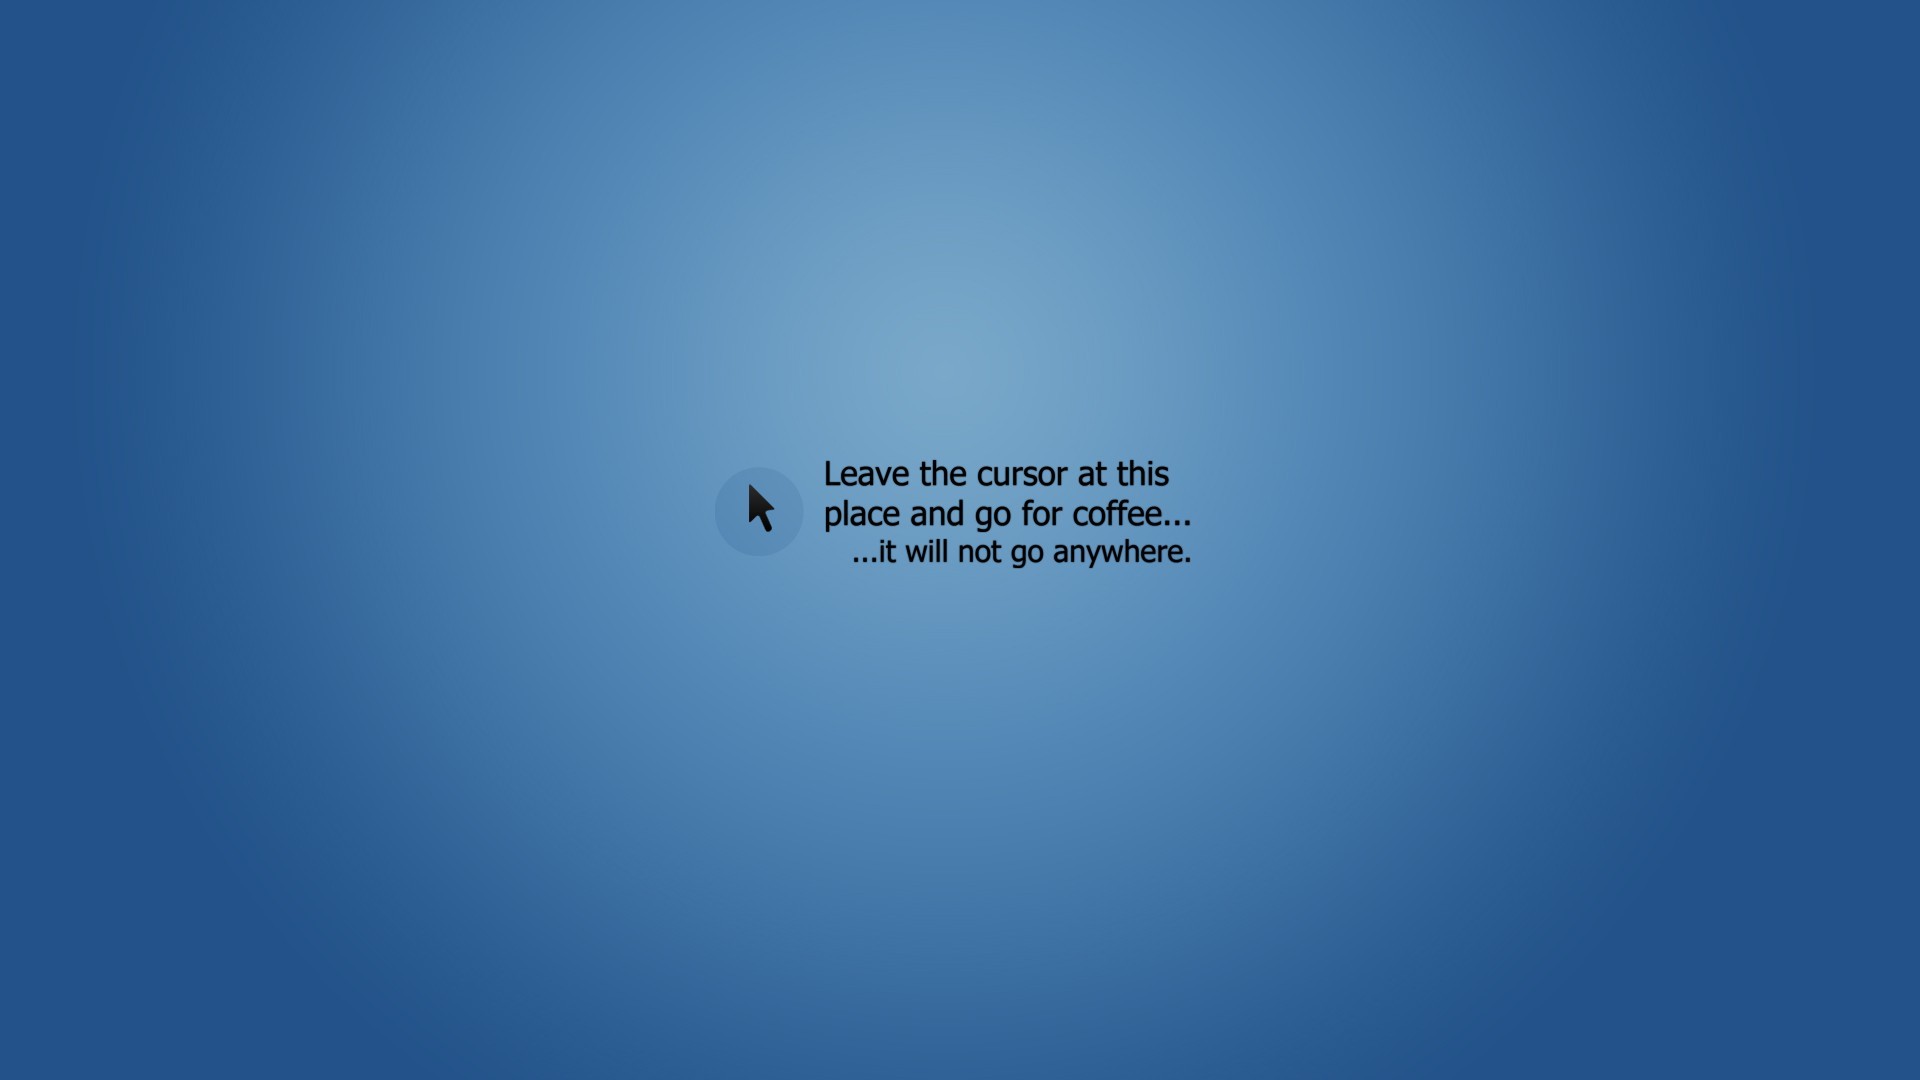 Leave the cursor at this
place and go for coffee...
...it will not go anywhere.